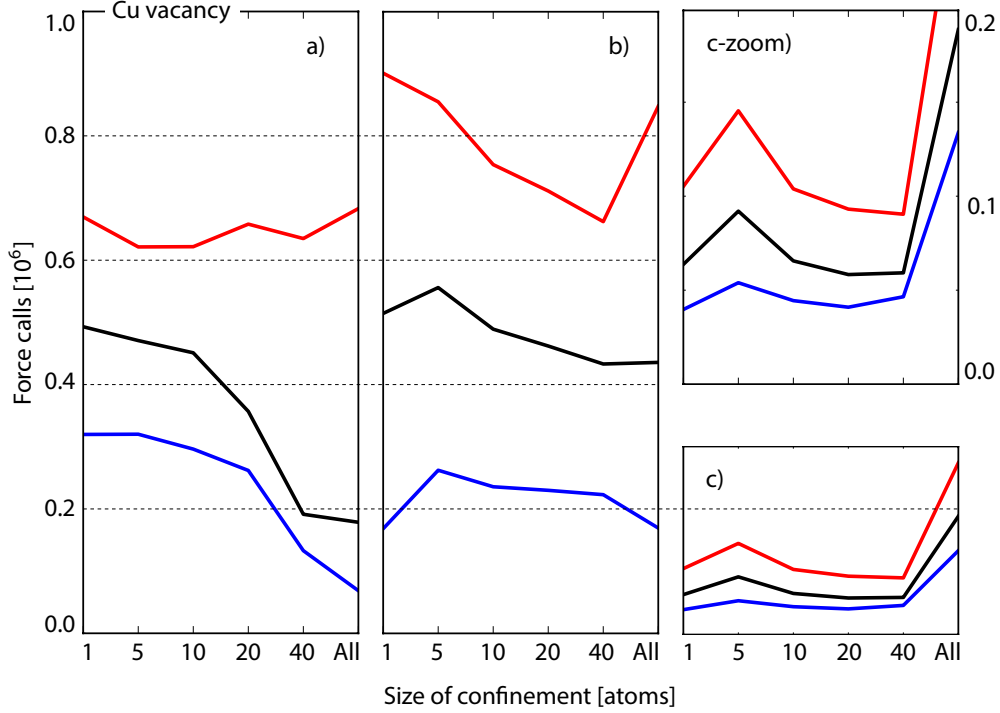 Cu vacancy
1.0
0.8
0.6
0.4
0.2
0.0
Force calls [10⁶]
a)
1 5 10 20 40 All
b)
1 5 10 20 40 All
c-zoom)
0.2
0.1
0.0
c)
1 5 10 20 40 All
Size of confinement [atoms]